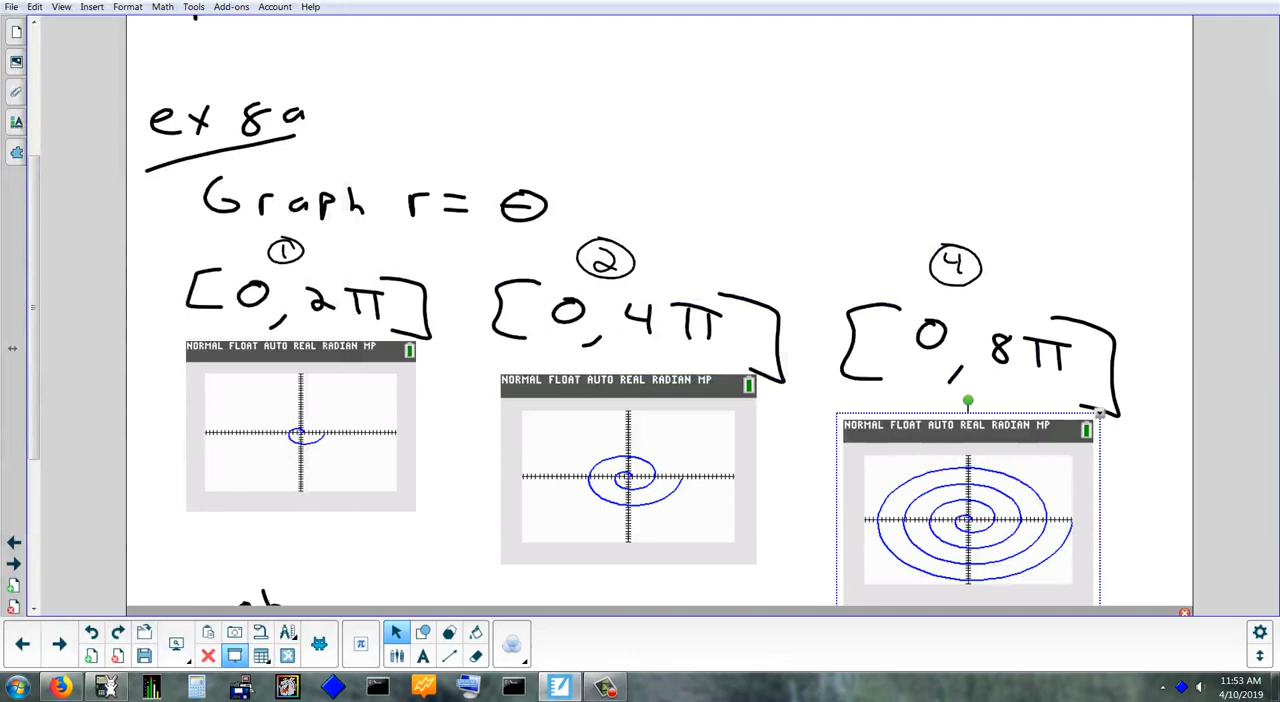 File Edit View Insert Format Math Tools Add-ons Account Help
ex 8a
Graph r = θ
① ② ④
[0, 2π] [0, 4π] [0, 8π]
NORMAL FLOAT AUTO REAL RADIAN MP
NORMAL FLOAT AUTO REAL RADIAN MP
NORMAL FLOAT AUTO REAL RADIAN MP
π
A
11:53 AM
4/10/2019